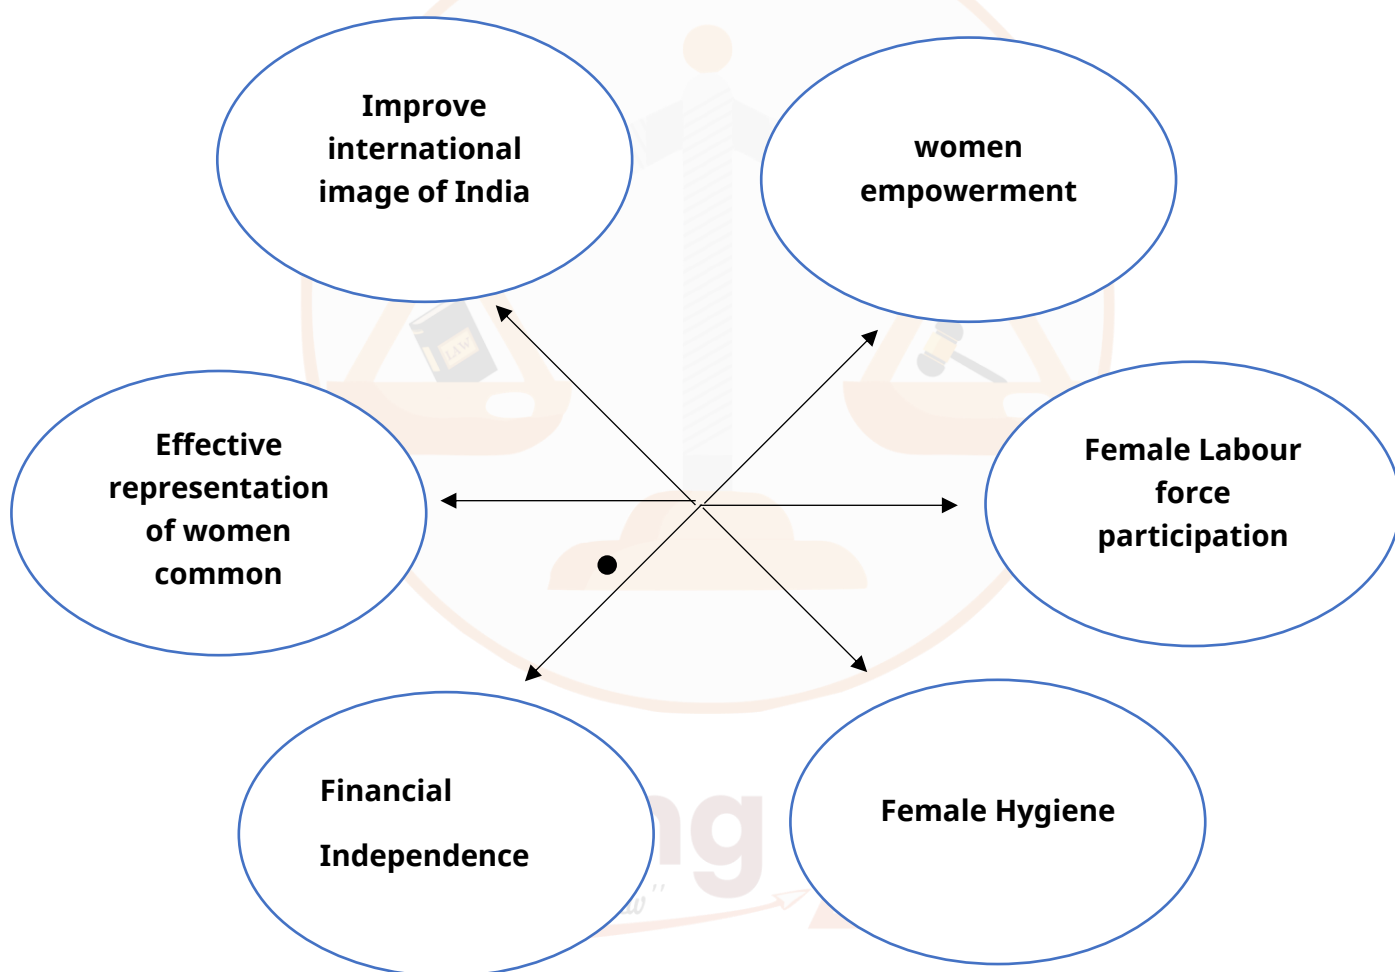 Improve
international
image of India
women
empowerment
Effective
representation
of women
common
Female Labour
force
participation
Financial
Independence
Female Hygiene
LAW